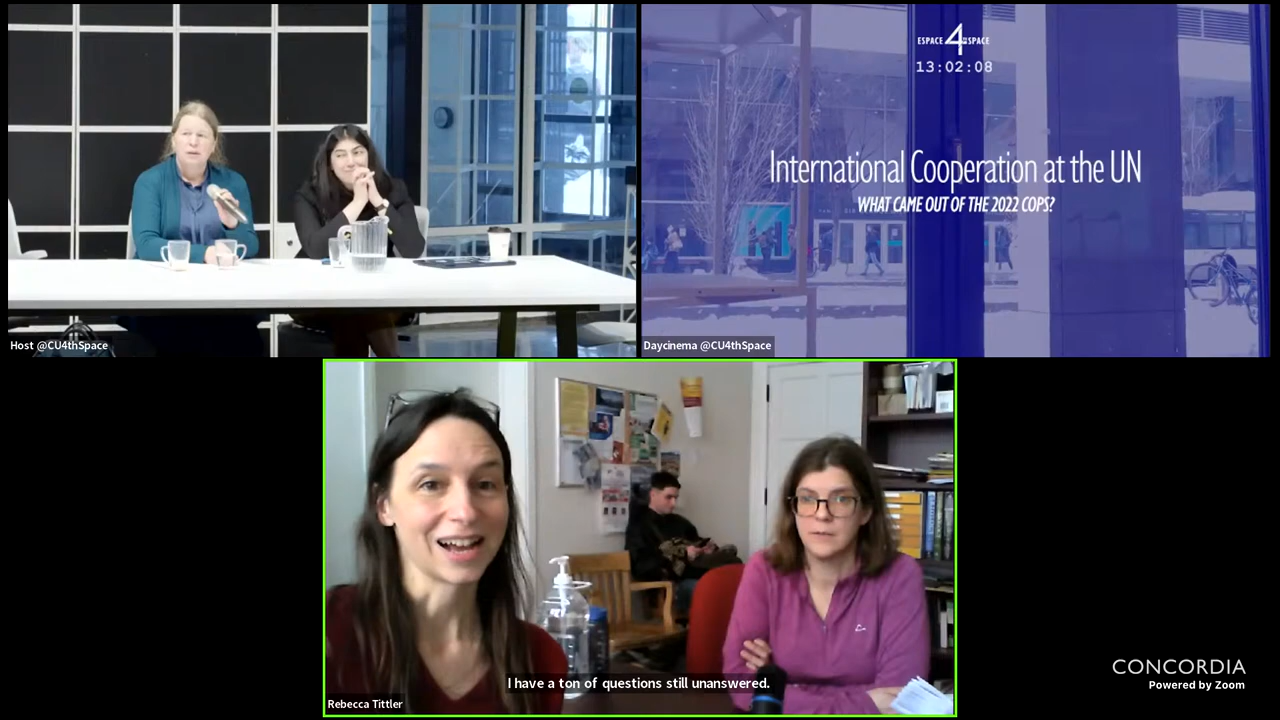 ESPACE 4 TH SPACE
13:02:08
International Cooperation at the UN
WHAT CAME OUT OF THE 2022 COPS?
Host @CU4thSpace
Daycinema @CU4thSpace
I have a ton of questions still unanswered.
Rebecca Tittler
CONCORDIA
Powered by Zoom